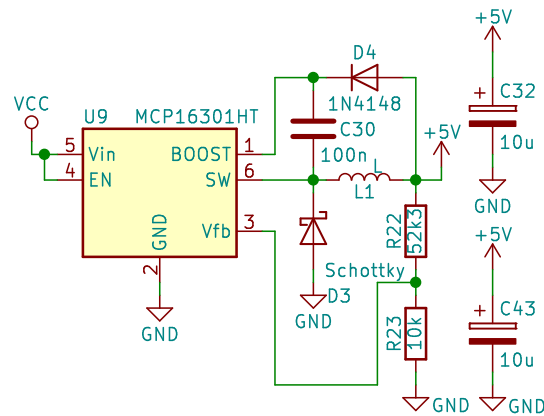 +5V
D4
C32
VCC
U9
MCP16301HT
1N4148
+
5
Vin
BOOST
1
C30
+5V
10u
4
EN
SW
6
100n
L
L1
GND
3
Vfb
R22
52k3
GND
+5V
2
Schottky
D3
GND
GND
R23
10k
+
C43
10u
GND
GND